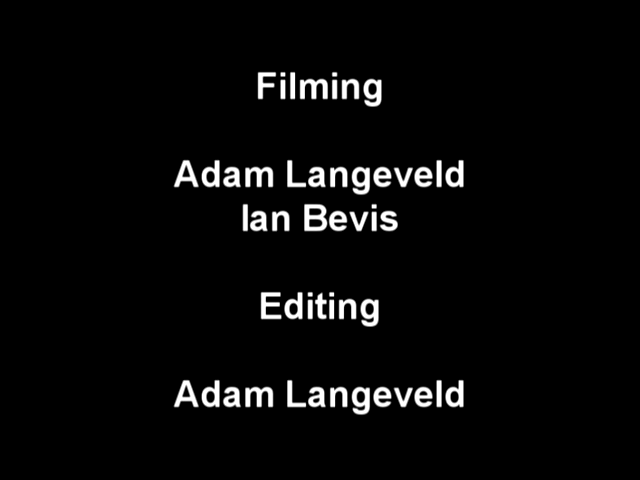 Filming
Adam Langeveld
Ian Bevis
Editing
Adam Langeveld